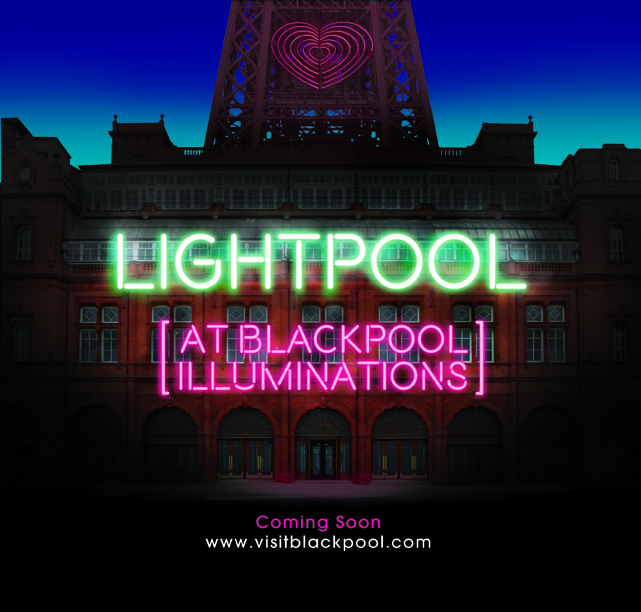 LIGHTPOOL
[AT BLACKPOOL
ILLUMINATIONS]
Coming Soon
www.visitblackpool.com